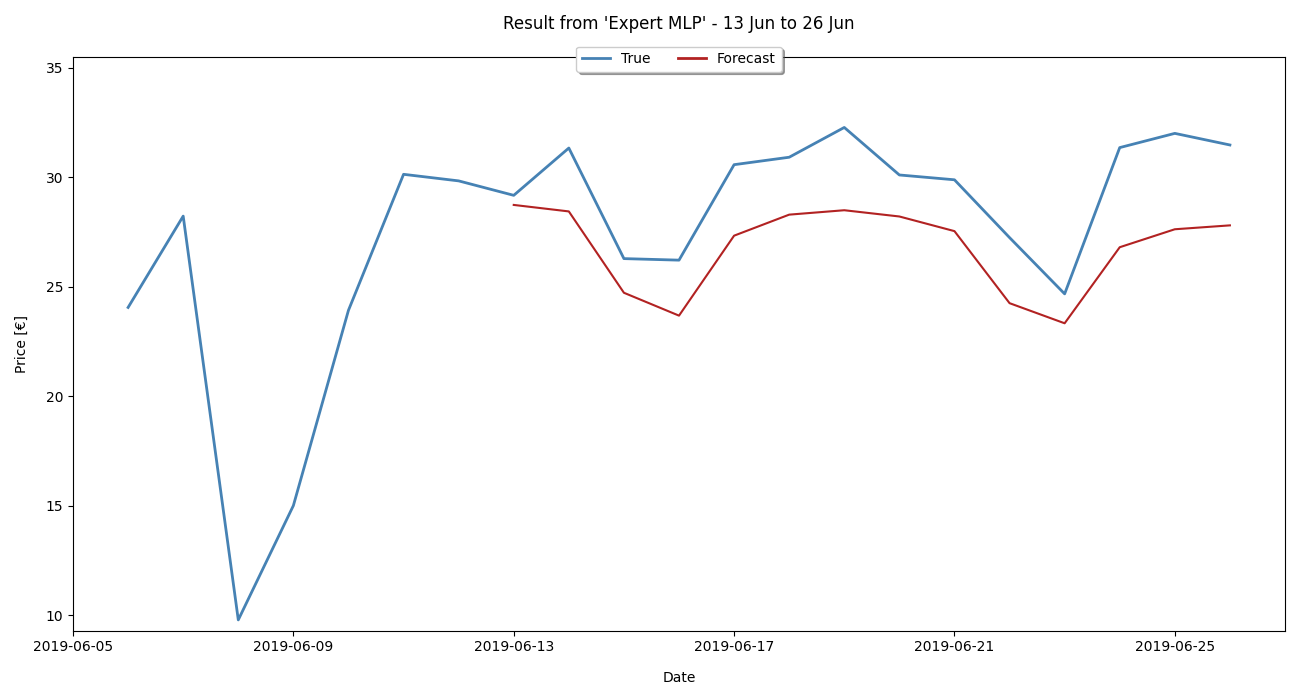 Result from 'Expert MLP' - 13 Jun to 26 Jun
True Forecast
35
30
25
20
15
10
Price [€]
2019-06-05 2019-06-09 2019-06-13 2019-06-17 2019-06-21 2019-06-25
Date